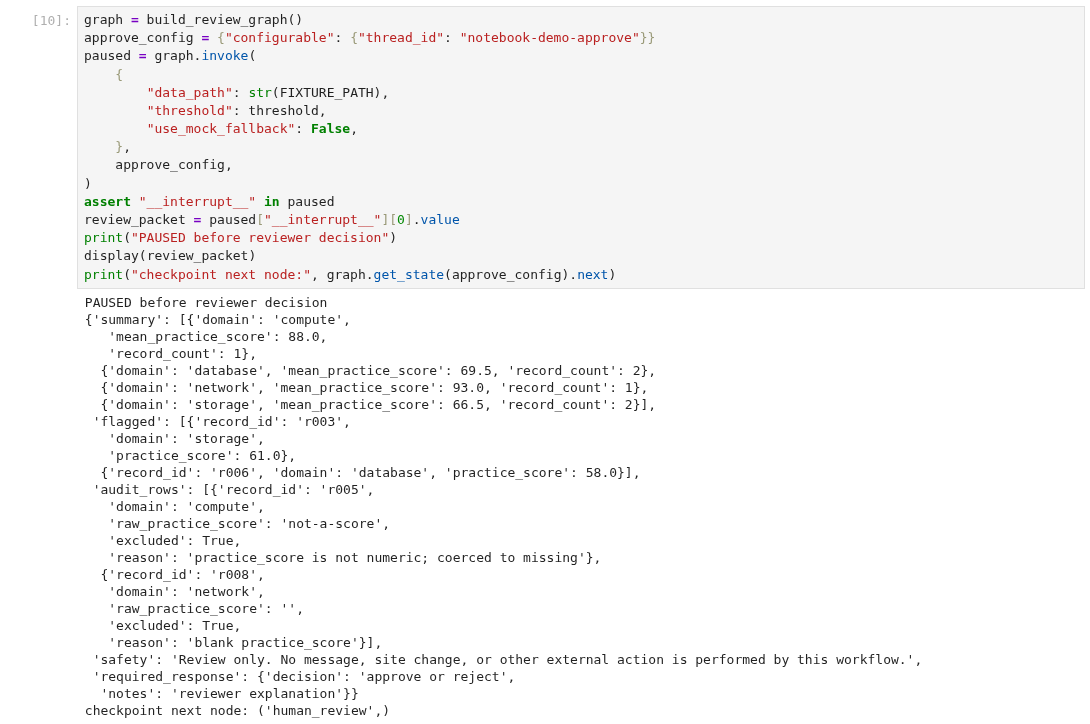 [10]: graph = build_review_graph()
approve_config = {"configurable": {"thread_id": "notebook-demo-approve"}}
paused = graph.invoke(
    {
        "data_path": str(FIXTURE_PATH),
        "threshold": threshold,
        "use_mock_fallback": False,
    },
    approve_config,
)
assert "__interrupt__" in paused
review_packet = paused["__interrupt__"][0].value
print("PAUSED before reviewer decision")
display(review_packet)
print("checkpoint next node:", graph.get_state(approve_config).next)
PAUSED before reviewer decision
{'summary': [{'domain': 'compute',
   'mean_practice_score': 88.0,
   'record_count': 1},
  {'domain': 'database', 'mean_practice_score': 69.5, 'record_count': 2},
  {'domain': 'network', 'mean_practice_score': 93.0, 'record_count': 1},
  {'domain': 'storage', 'mean_practice_score': 66.5, 'record_count': 2}],
 'flagged': [{'record_id': 'r003',
   'domain': 'storage',
   'practice_score': 61.0},
  {'record_id': 'r006', 'domain': 'database', 'practice_score': 58.0}],
 'audit_rows': [{'record_id': 'r005',
   'domain': 'compute',
   'raw_practice_score': 'not-a-score',
   'excluded': True,
   'reason': 'practice_score is not numeric; coerced to missing'},
  {'record_id': 'r008',
   'domain': 'network',
   'raw_practice_score': '',
   'excluded': True,
   'reason': 'blank practice_score'}],
 'safety': 'Review only. No message, site change, or other external action is performed by this workflow.',
 'required_response': {'decision': 'approve or reject',
  'notes': 'reviewer explanation'}}
checkpoint next node: ('human_review',)